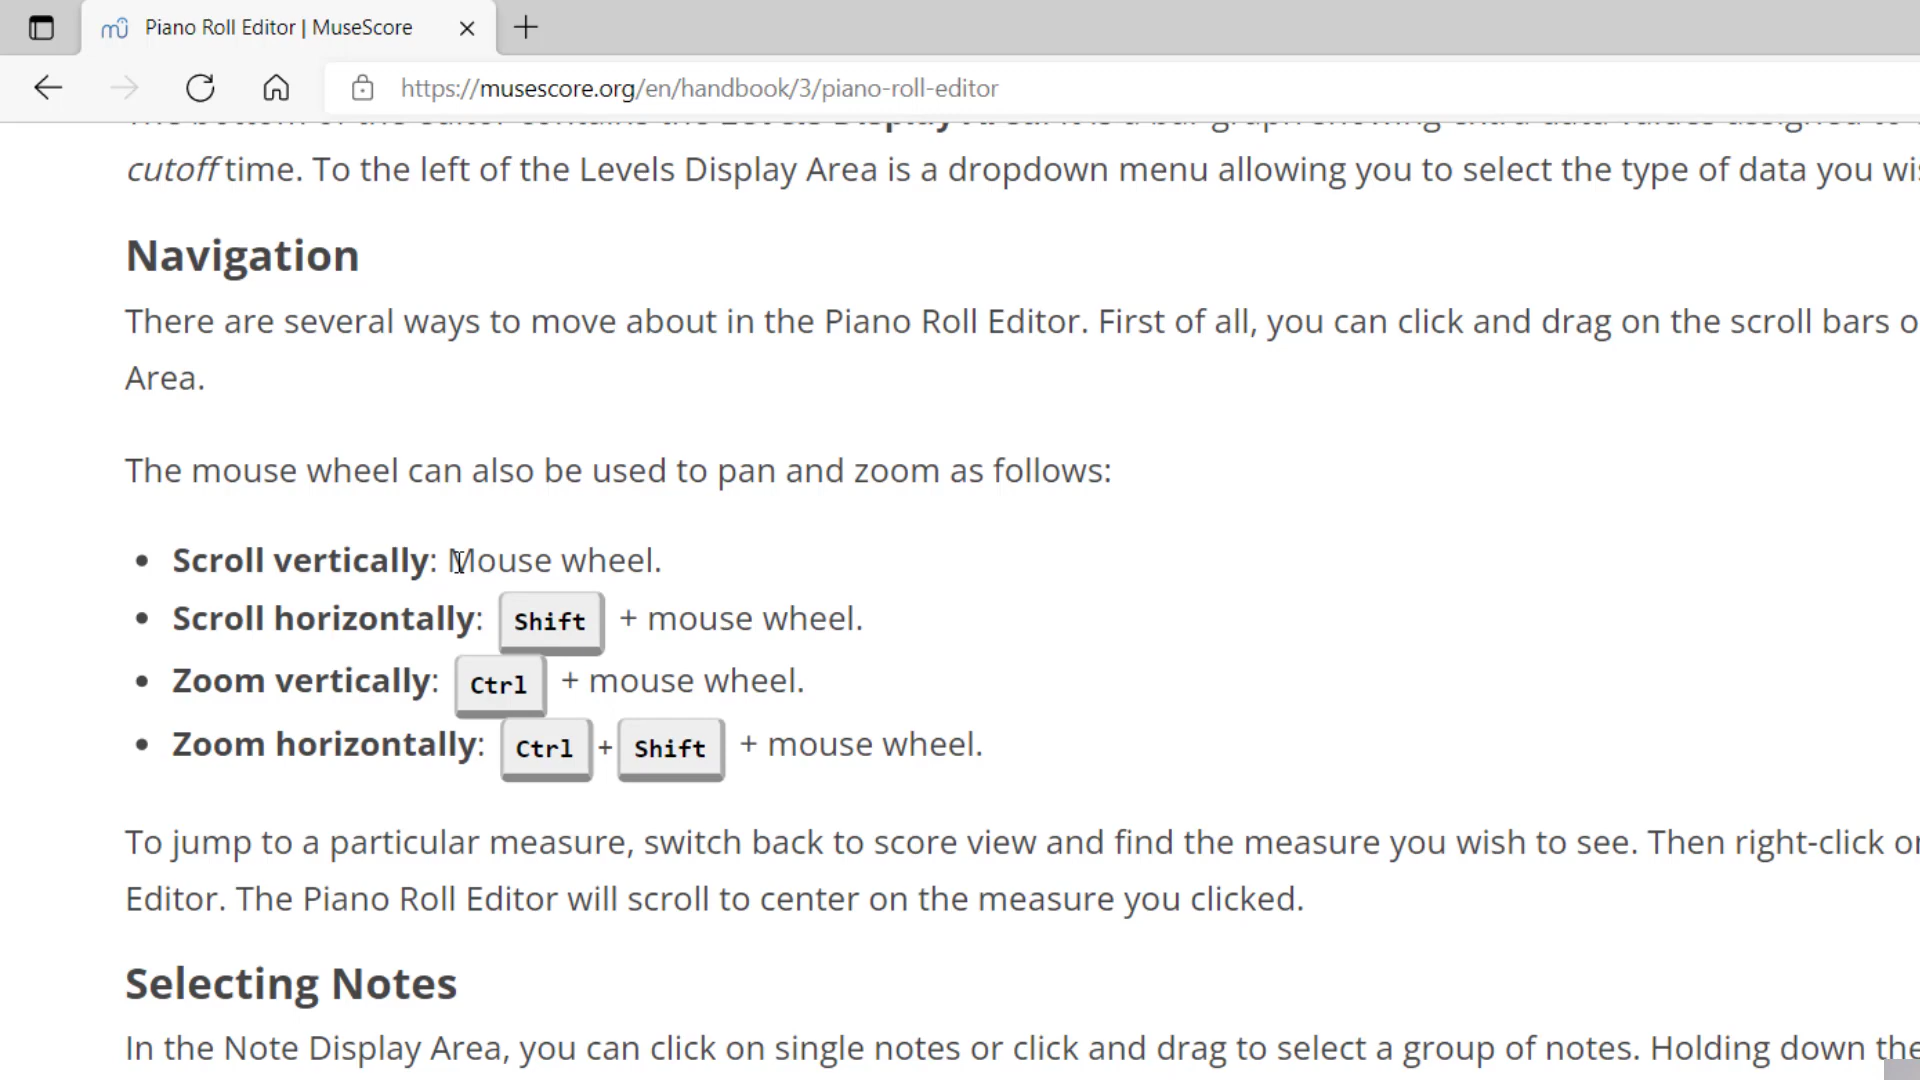 Piano Roll Editor | MuseScore
https://musescore.org/en/handbook/3/piano-roll-editor
cutoff time. To the left of the Levels Display Area is a dropdown menu allowing you to select the type of data you
Navigation
There are several ways to move about in the Piano Roll Editor. First of all, you can click and drag on the scroll bars
Area.
The mouse wheel can also be used to pan and zoom as follows:
• Scroll vertically: Mouse wheel.
• Scroll horizontally: Shift + mouse wheel.
• Zoom vertically: Ctrl + mouse wheel.
• Zoom horizontally: Ctrl + Shift + mouse wheel.
To jump to a particular measure, switch back to score view and find the measure you wish to see. Then right-click
Editor. The Piano Roll Editor will scroll to center on the measure you clicked.
Selecting Notes
In the Note Display Area, you can click on single notes or click and drag to select a group of notes. Holding down the